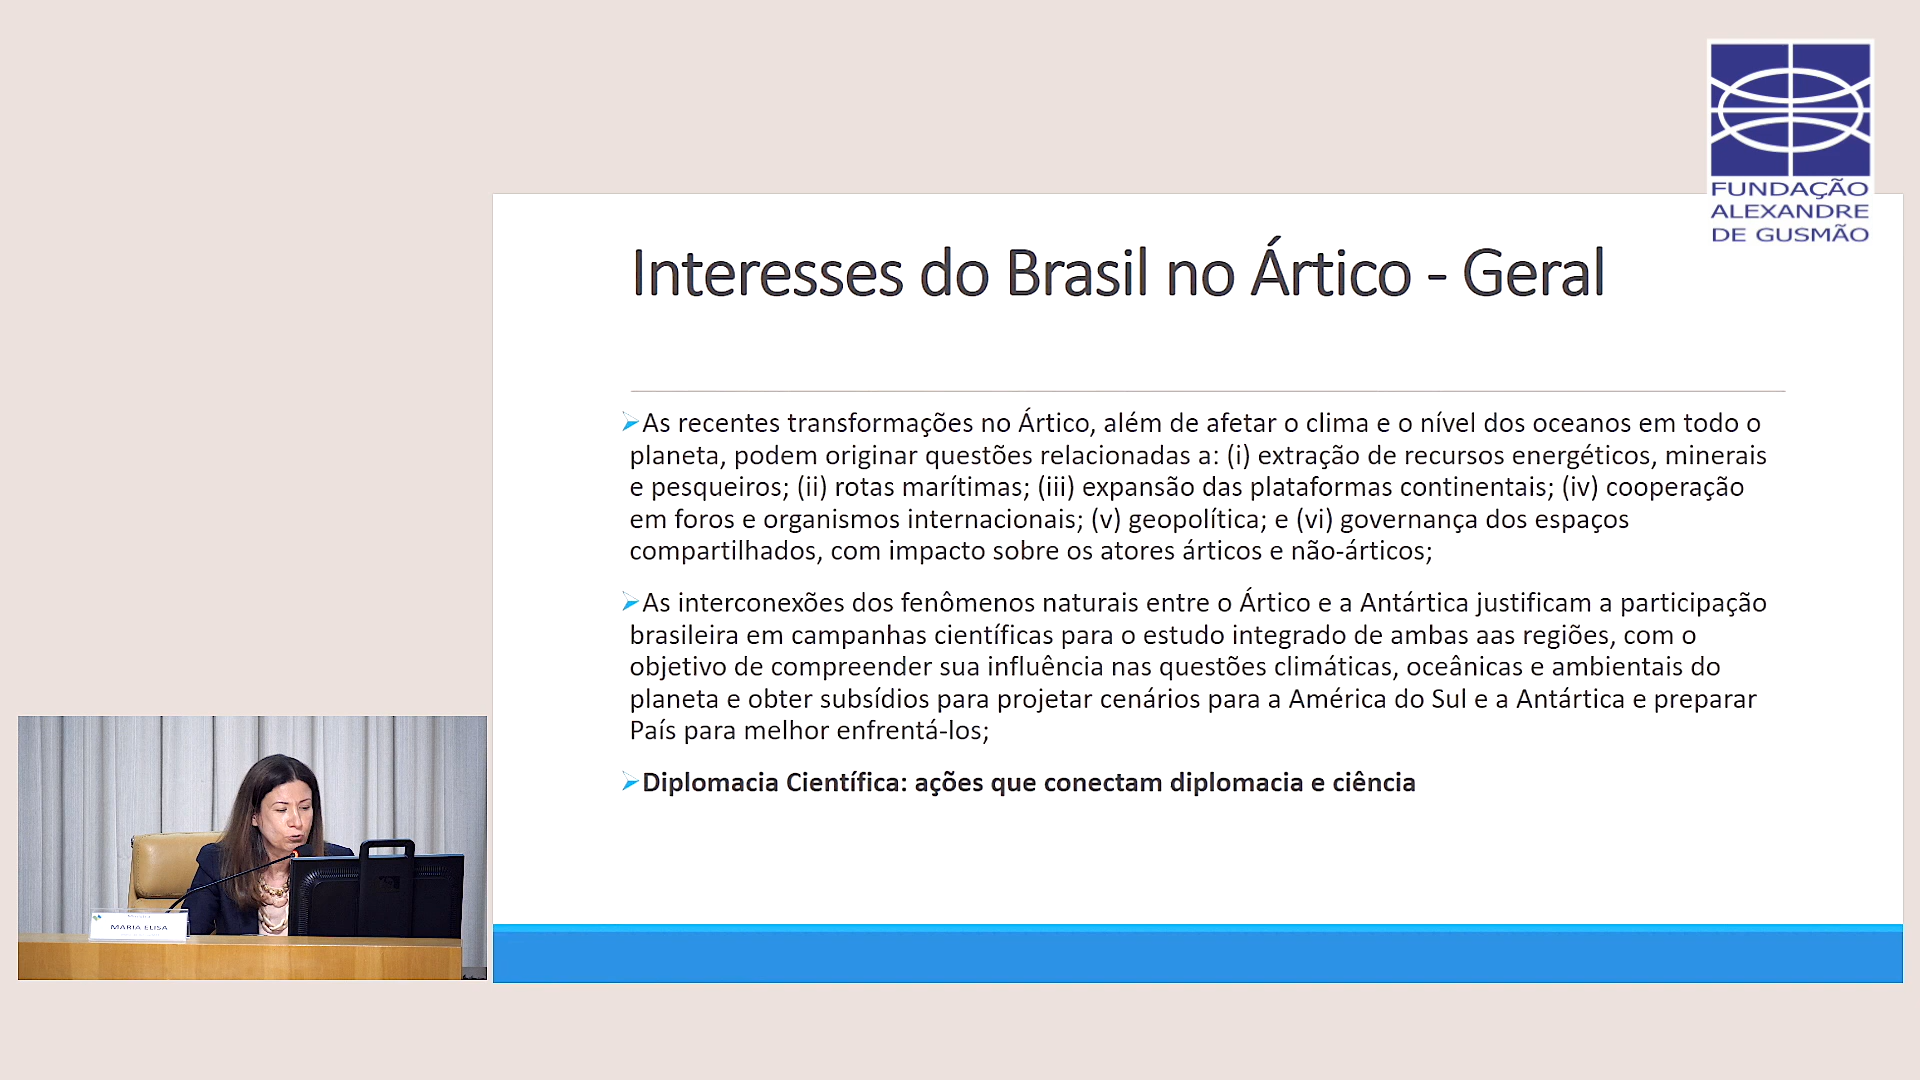 FUNDAÇÃO
ALEXANDRE
DE GUSMÃO
Interesses do Brasil no Ártico - Geral
As recentes transformações no Ártico, além de afetar o clima e o nível dos oceanos em todo o
planeta, podem originar questões relacionadas a: (i) extração de recursos energéticos, minerais
e pesqueiros; (ii) rotas marítimas; (iii) expansão das plataformas continentais; (iv) cooperação
em foros e organismos internacionais; (v) geopolítica; e (vi) governança dos espaços
compartilhados, com impacto sobre os atores árticos e não-árticos;
As interconexões dos fenômenos naturais entre o Ártico e a Antártica justificam a participação
brasileira em campanhas científicas para o estudo integrado de ambas aas regiões, com o
objetivo de compreender sua influência nas questões climáticas, oceânicas e ambientais do
planeta e obter subsídios para projetar cenários para a América do Sul e a Antártica e preparar
País para melhor enfrentá-los;
Diplomacia Científica: ações que conectam diplomacia e ciência
MARIA ELISA